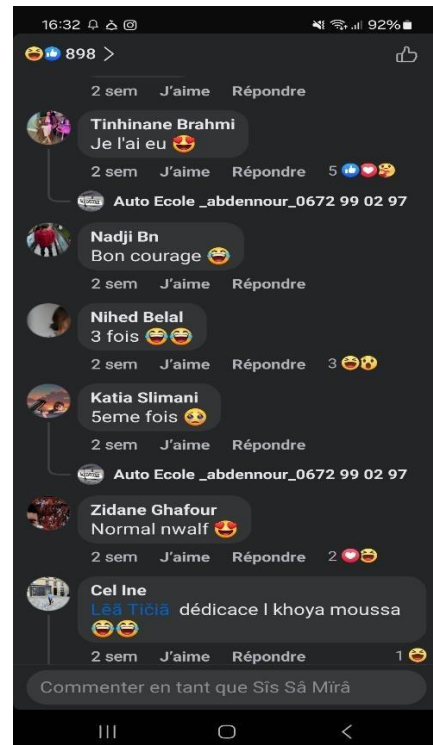 16:32 92%
898 >
2 sem J'aime Répondre
Tinhinane Brahmi
Je l'ai eu 😍
2 sem J'aime Répondre 5
Auto Ecole _abdennour_0672 99 02 97
Nadji Bn
Bon courage 😂
2 sem J'aime Répondre
Nihed Belal
3 fois 😂😂
2 sem J'aime Répondre 3
Katia Slimani
5eme fois 🥺
2 sem J'aime Répondre
Auto Ecole _abdennour_0672 99 02 97
Zidane Ghafour
Normal nwalf 😍
2 sem J'aime Répondre 2
Cel Ine
Lêã Tičiã dédicace l khoya moussa
😂😂
2 sem J'aime Répondre 1
Commenter en tant que Sîs Sâ Mïrâ